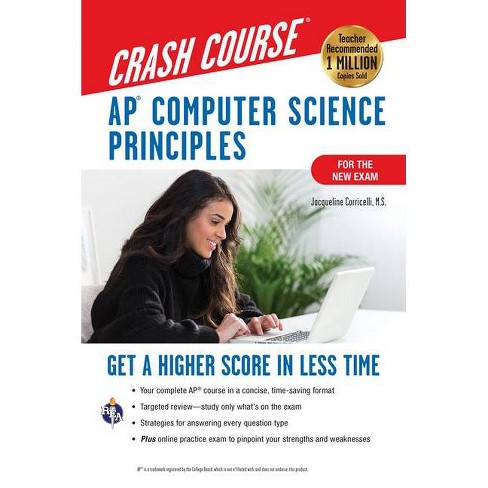 CRASH COURSE®
Teacher
Recommended
1 MILLION
Copies Sold
AP® COMPUTER SCIENCE
PRINCIPLES
FOR THE
NEW EXAM
Jacqueline Corricelli, M.S.
GET A HIGHER SCORE IN LESS TIME
• Your complete AP® course in a concise, time-saving format
• Targeted review—study only what's on the exam
• Strategies for answering every question type
• Plus online practice exam to pinpoint your strengths and weaknesses
REA
AP® is a trademark registered by the College Board, which is not affiliated with and does not endorse this product.